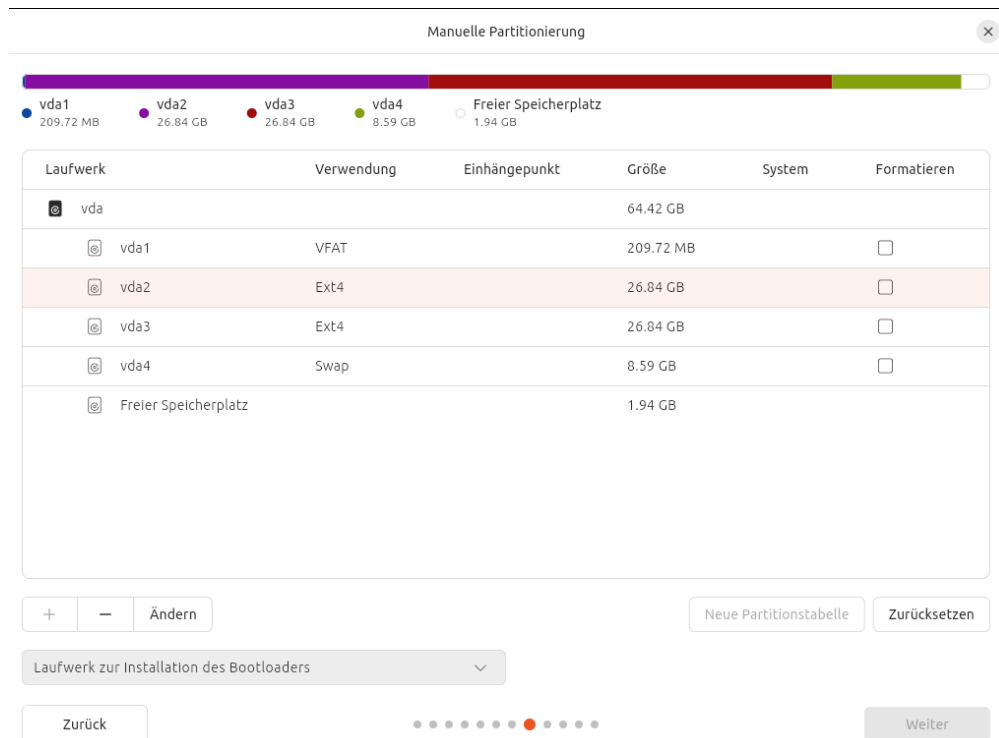 Manuelle Partitionierung
vda1 vda2 vda3 vda4 Freier Speicherplatz
209.72 MB 26.84 GB 26.84 GB 8.59 GB 1.94 GB
Laufwerk Verwendung Einhängepunkt Größe System Formatieren
vda 64.42 GB
vda1 VFAT 209.72 MB
vda2 Ext4 26.84 GB
vda3 Ext4 26.84 GB
vda4 Swap 8.59 GB
Freier Speicherplatz 1.94 GB
+ − Ändern Neue Partitionstabelle Zurücksetzen
Laufwerk zur Installation des Bootloaders
Zurück Weiter